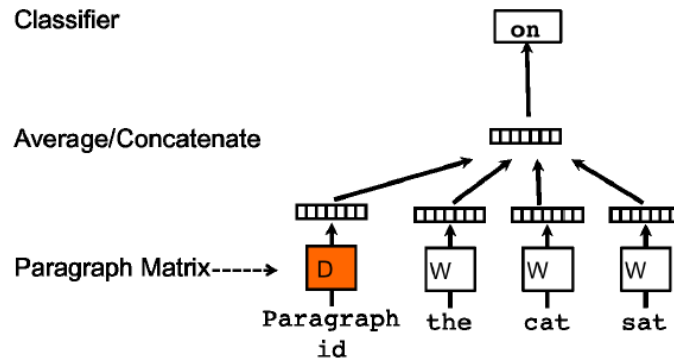 Classifier
on
Average/Concatenate
Paragraph Matrix
D
W
W
W
Paragraph
id
the
cat
sat